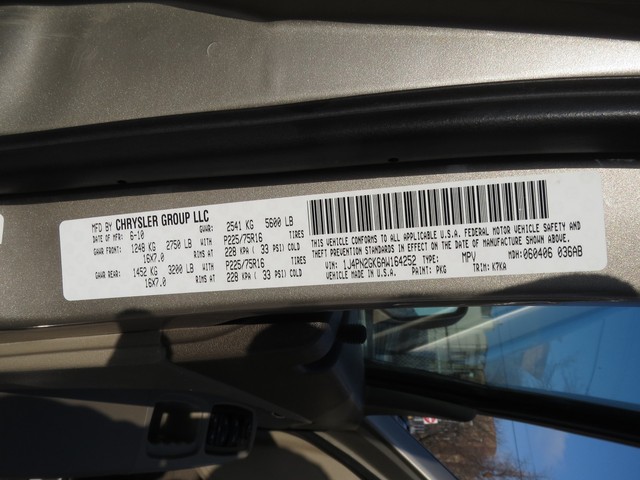 MFD BY CHRYSLER GROUP LLC
DATE OF MFR: 6-10 GVWR: 2541 KG 5600 LB
GAWR FRONT: 1248 KG 2750 LB WITH P225/75R16 TIRES
16X7.0 RIMS AT 228 KPA ( 33 PSI) COLD
GAWR REAR: 1452 KG 3200 LB WITH P225/75R16 TIRES
16X7.0 RIMS AT 228 KPA ( 33 PSI) COLD
THIS VEHICLE CONFORMS TO ALL APPLICABLE U.S.A. FEDERAL MOTOR VEHICLE SAFETY AND
THEFT PREVENTION STANDARDS IN EFFECT ON THE DATE OF MANUFACTURE SHOWN ABOVE.
VIN: 1J4PN2GK6AW164252 TYPE: MPV MDH: 060406 036AB
VEHICLE MADE IN U.S.A. PAINT: PKG TRIM: K7KA